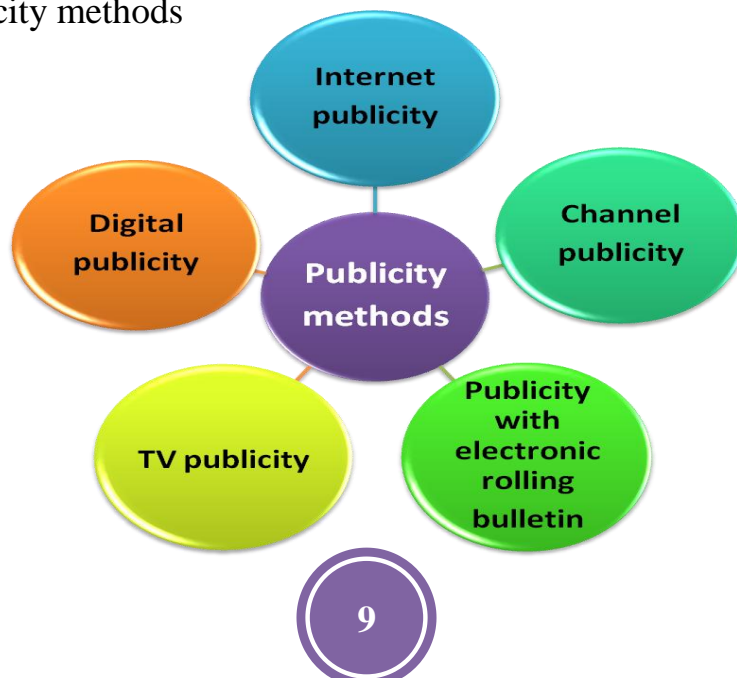 city methods
Internet
publicity
Channel
publicity
Digital
publicity
Publicity
methods
Publicity
with
electronic
rolling
bulletin
TV publicity
9